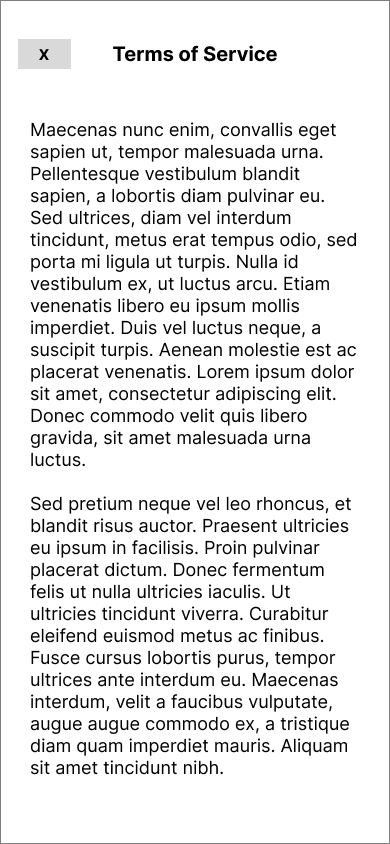 X
Terms of Service
Maecenas nunc enim, convallis eget
sapien ut, tempor malesuada urna.
Pellentesque vestibulum blandit
sapien, a lobortis diam pulvinar eu.
Sed ultrices, diam vel interdum
tincidunt, metus erat tempus odio, sed
porta mi ligula ut turpis. Nulla id
vestibulum ex, ut luctus arcu. Etiam
venenatis libero eu ipsum mollis
imperdiet. Duis vel luctus neque, a
suscipit turpis. Aenean molestie est ac
placerat venenatis. Lorem ipsum dolor
sit amet, consectetur adipiscing elit.
Donec commodo velit quis libero
gravida, sit amet malesuada urna
luctus.
Sed pretium neque vel leo rhoncus, et
blandit risus auctor. Praesent ultricies
eu ipsum in facilisis. Proin pulvinar
placerat dictum. Donec fermentum
felis ut nulla ultricies iaculis. Ut
ultricies tincidunt viverra. Curabitur
eleifend euismod metus ac finibus.
Fusce cursus lobortis purus, tempor
ultrices ante interdum eu. Maecenas
interdum, velit a faucibus vulputate,
augue augue commodo ex, a tristique
diam quam imperdiet mauris. Aliquam
sit amet tincidunt nibh.